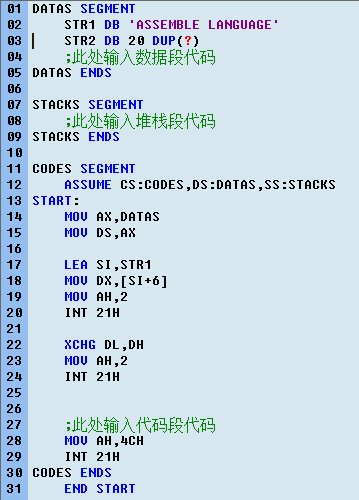 01 DATAS SEGMENT
02 STR1 DB 'ASSEMBLE LANGUAGE'
03 STR2 DB 20 DUP(?)
04 ;此处输入数据段代码
05 DATAS ENDS
06
07 STACKS SEGMENT
08 ;此处输入堆栈段代码
09 STACKS ENDS
10
11 CODES SEGMENT
12 ASSUME CS:CODES,DS:DATAS,SS:STACKS
13 START:
14 MOV AX,DATAS
15 MOV DS,AX
16
17 LEA SI,STR1
18 MOV DX,[SI+6]
19 MOV AH,2
20 INT 21H
21
22 XCHG DL,DH
23 MOV AH,2
24 INT 21H
25
26
27 ;此处输入代码段代码
28 MOV AH,4CH
29 INT 21H
30 CODES ENDS
31 END START